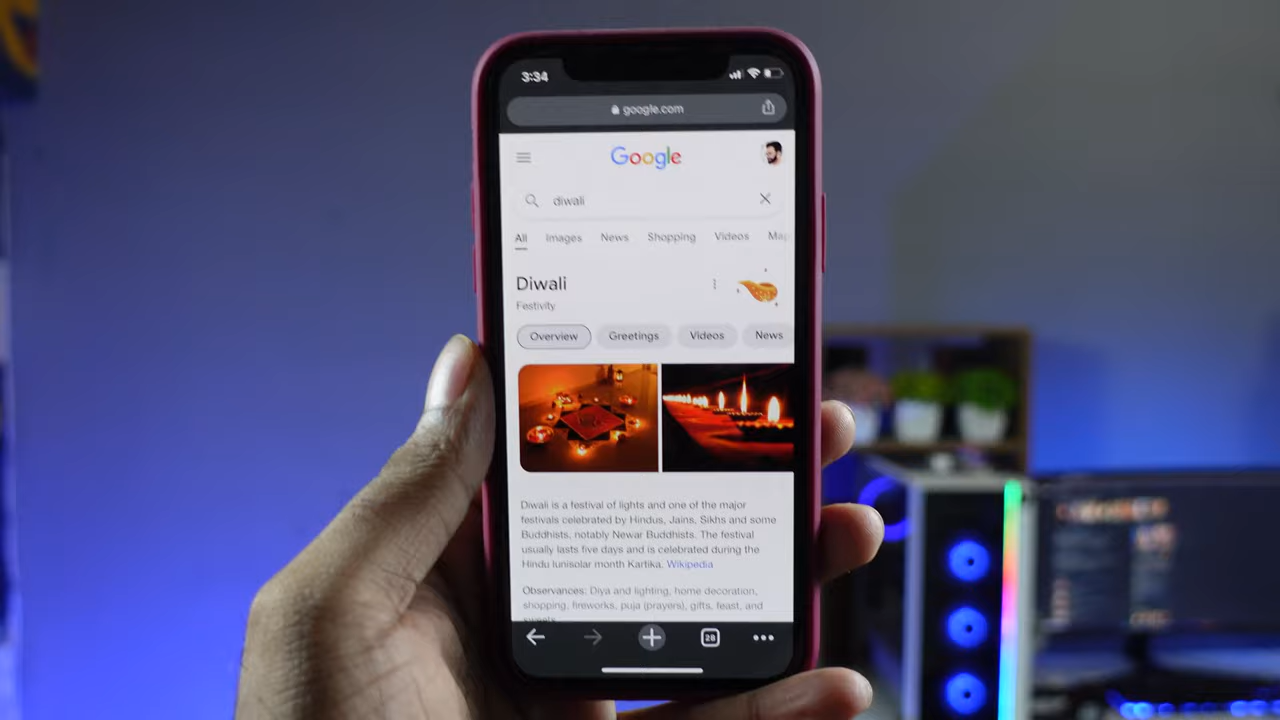 3:34
google.com
Google
diwali
All Images News Shopping Videos
Diwali
Festivity
Overview Greetings Videos News
Diwali is a festival of lights and one of the major
festivals celebrated by Hindus, Jains, Sikhs and some
Buddhists, notably Newar Buddhists. The festival
usually lasts five days and is celebrated during the
Hindu lunisolar month Kartika. Wikipedia
Observances: Diya and lighting, home decoration,
shopping, fireworks, puja (prayers), gifts, feast, and
sweets
28